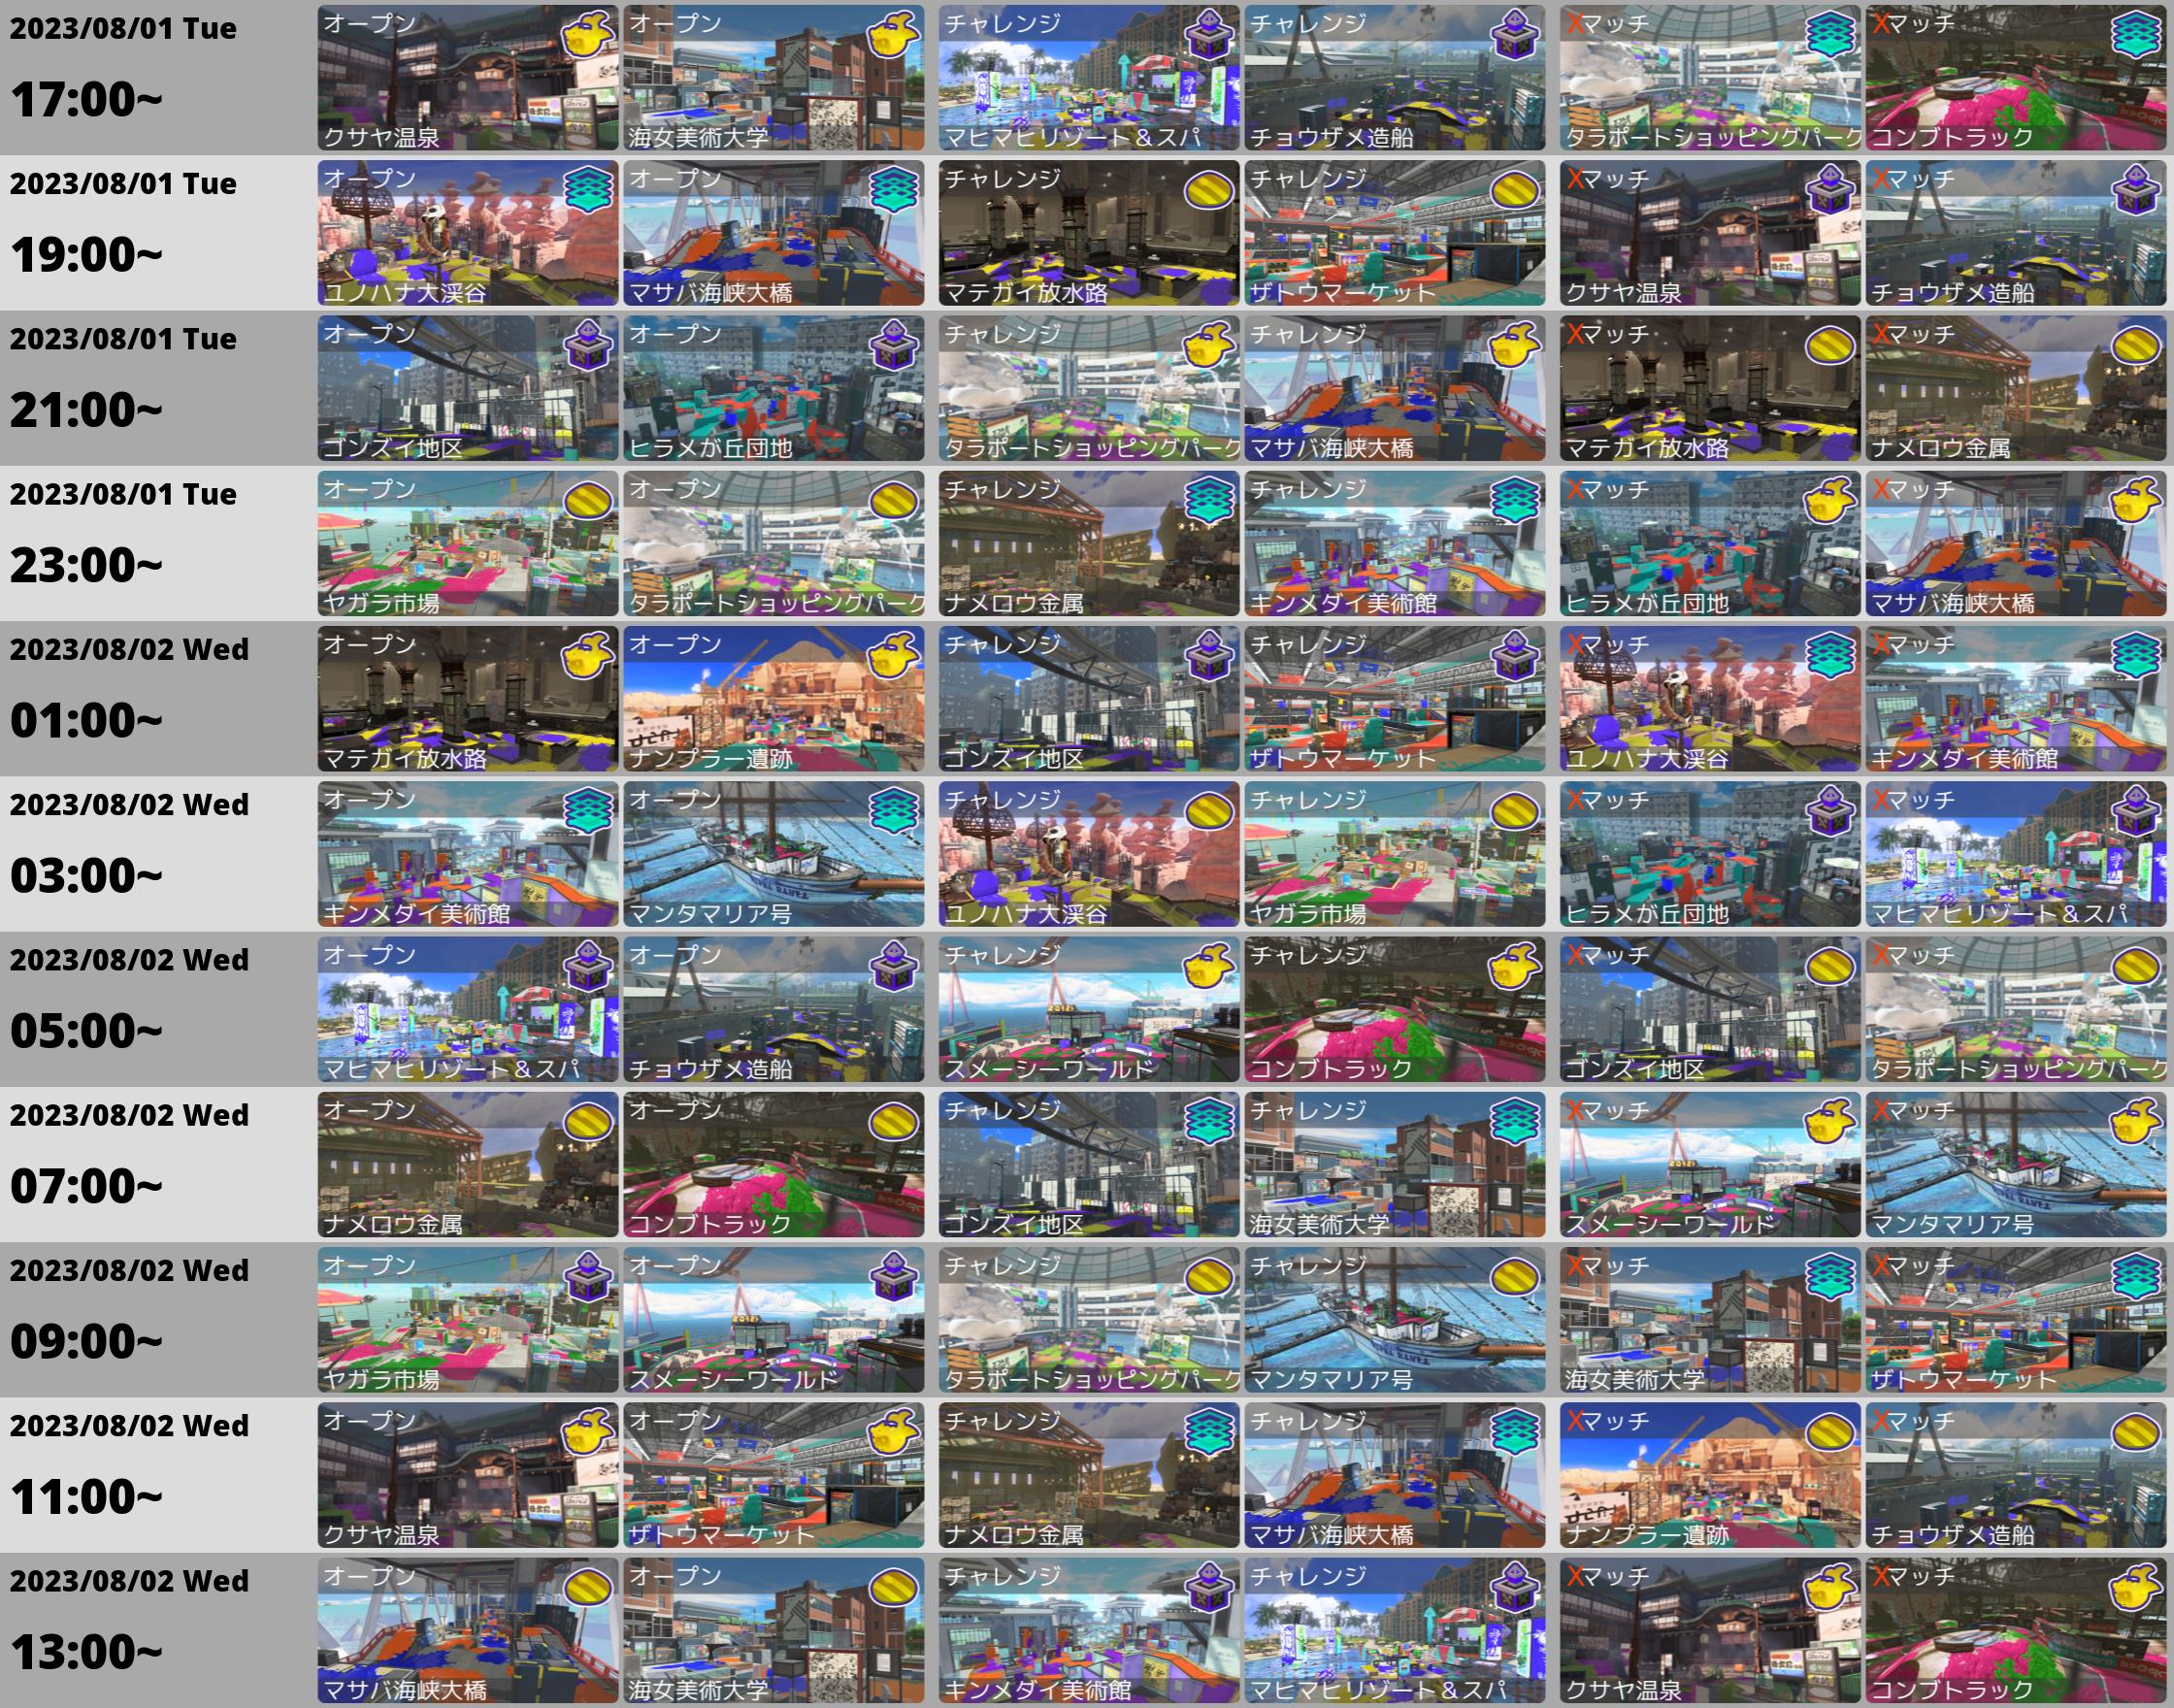 2023/08/01 Tue
17:00~
オープン オープン チャレンジ チャレンジ Xマッチ Xマッチ
クサヤ温泉 海女美術大学 マヒマヒリゾート＆スパ チョウザメ造船 タラポートショッピングパーク コンブトラック
2023/08/01 Tue
19:00~
オープン オープン チャレンジ チャレンジ Xマッチ Xマッチ
ユノハナ大渓谷 マサバ海峡大橋 マテガイ放水路 ザトウマーケット クサヤ温泉 チョウザメ造船
2023/08/01 Tue
21:00~
オープン オープン チャレンジ チャレンジ Xマッチ Xマッチ
ゴンズイ地区 ヒラメが丘団地 タラポートショッピングパーク マサバ海峡大橋 マテガイ放水路 ナメロウ金属
2023/08/01 Tue
23:00~
オープン オープン チャレンジ チャレンジ Xマッチ Xマッチ
ヤガラ市場 タラポートショッピングパーク ナメロウ金属 キンメダイ美術館 ヒラメが丘団地 マサバ海峡大橋
2023/08/02 Wed
01:00~
オープン オープン チャレンジ チャレンジ Xマッチ Xマッチ
マテガイ放水路 ナンプラー遺跡 ゴンズイ地区 ザトウマーケット ユノハナ大渓谷 キンメダイ美術館
2023/08/02 Wed
03:00~
オープン オープン チャレンジ チャレンジ Xマッチ Xマッチ
キンメダイ美術館 マンタマリア号 ユノハナ大渓谷 ヤガラ市場 ヒラメが丘団地 マヒマヒリゾート＆スパ
2023/08/02 Wed
05:00~
オープン オープン チャレンジ チャレンジ Xマッチ Xマッチ
マヒマヒリゾート＆スパ チョウザメ造船 スメーシーワールド コンブトラック ゴンズイ地区 タラポートショッピングパーク
2023/08/02 Wed
07:00~
オープン オープン チャレンジ チャレンジ Xマッチ Xマッチ
ナメロウ金属 コンブトラック ゴンズイ地区 海女美術大学 スメーシーワールド マンタマリア号
2023/08/02 Wed
09:00~
オープン オープン チャレンジ チャレンジ Xマッチ Xマッチ
ヤガラ市場 スメーシーワールド タラポートショッピングパーク マンタマリア号 海女美術大学 ザトウマーケット
2023/08/02 Wed
11:00~
オープン オープン チャレンジ チャレンジ Xマッチ Xマッチ
クサヤ温泉 ザトウマーケット ナメロウ金属 マサバ海峡大橋 ナンプラー遺跡 チョウザメ造船
2023/08/02 Wed
13:00~
オープン オープン チャレンジ チャレンジ Xマッチ Xマッチ
マサバ海峡大橋 海女美術大学 キンメダイ美術館 マヒマヒリゾート＆スパ クサヤ温泉 コンブトラック